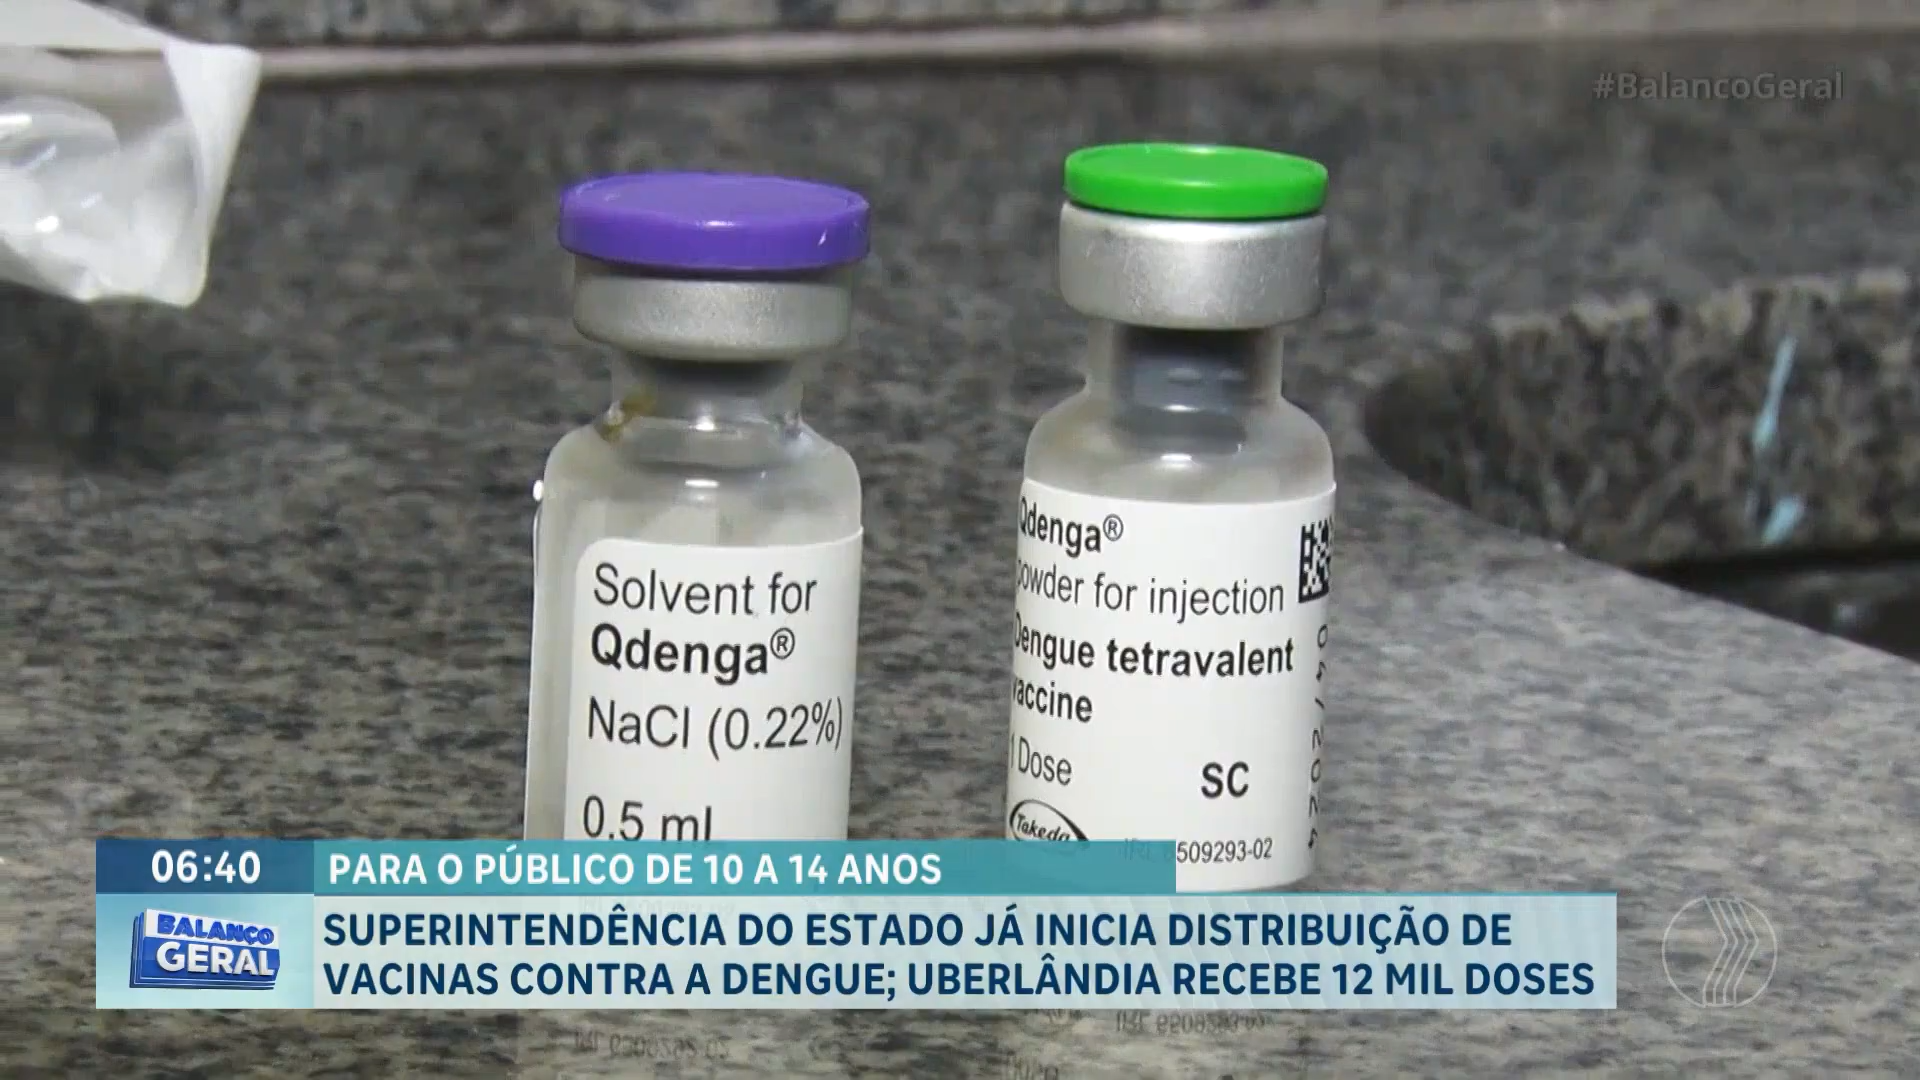 #BalancoGeral
Solvent for
Qdenga®
NaCl (0.22%)
0.5 ml
Qdenga®
powder for injection
Dengue tetravalent
vaccine
1 Dose
SC
Takeda
509293-02
04/2024
06:40
PARA O PÚBLICO DE 10 A 14 ANOS
BALANÇO
GERAL
SUPERINTENDÊNCIA DO ESTADO JÁ INICIA DISTRIBUIÇÃO DE
VACINAS CONTRA A DENGUE; UBERLÂNDIA RECEBE 12 MIL DOSES